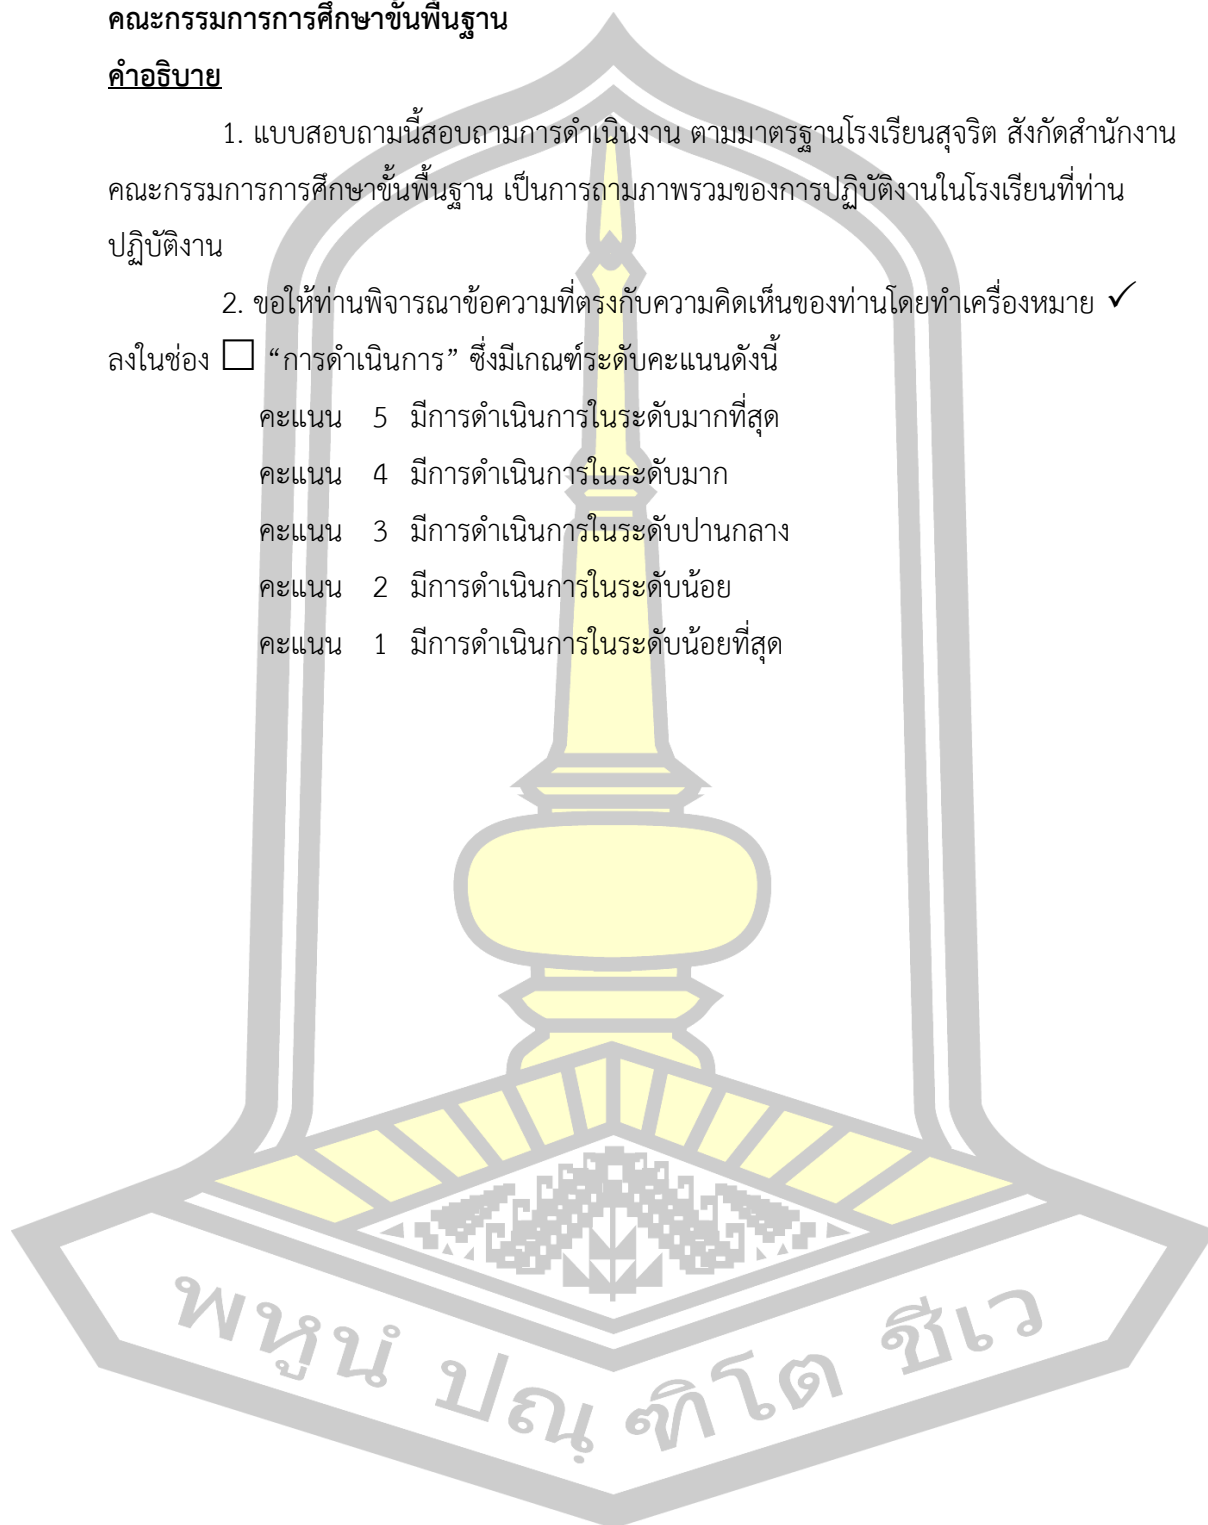 คณะกรรมการการศึกษาขั้นพื้นฐาน
คำอธิบาย
1. แบบสอบถามนี้สอบถามการดำเนินงาน ตามมาตรฐานโรงเรียนสุจริต สังกัดสำนักงาน
คณะกรรมการการศึกษาขั้นพื้นฐาน เป็นการถามภาพรวมของการปฏิบัติงานในโรงเรียนที่ท่าน
ปฏิบัติงาน
2. ขอให้ท่านพิจารณาข้อความที่ตรงกับความคิดเห็นของท่านโดยทำเครื่องหมาย ✓
ลงในช่อง □ “การดำเนินการ” ซึ่งมีเกณฑ์ระดับคะแนนดังนี้
คะแนน 5 มีการดำเนินการในระดับมากที่สุด
คะแนน 4 มีการดำเนินการในระดับมาก
คะแนน 3 มีการดำเนินการในระดับปานกลาง
คะแนน 2 มีการดำเนินการในระดับน้อย
คะแนน 1 มีการดำเนินการในระดับน้อยที่สุด
พหูนํ ปณฺฑิโต ชีเว